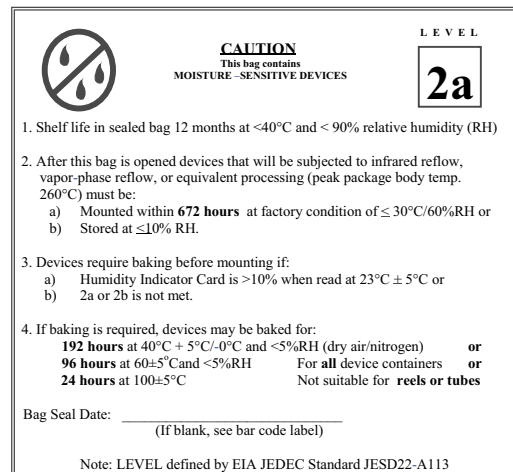 LEVEL
CAUTION
This bag contains
MOISTURE –SENSITIVE DEVICES
2a
1. Shelf life in sealed bag 12 months at <40°C and < 90% relative humidity (RH)
2. After this bag is opened devices that will be subjected to infrared reflow,
vapor-phase reflow, or equivalent processing (peak package body temp.
260°C) must be:
a) Mounted within 672 hours at factory condition of ≤ 30°C/60%RH or
b) Stored at ≤10% RH.
3. Devices require baking before mounting if:
a) Humidity Indicator Card is >10% when read at 23°C ± 5°C or
b) 2a or 2b is not met.
4. If baking is required, devices may be baked for:
192 hours at 40°C + 5°C/-0°C and <5%RH (dry air/nitrogen) or
96 hours at 60±5°Cand <5%RH For all device containers or
24 hours at 100±5°C Not suitable for reels or tubes
Bag Seal Date: ______________________________
(If blank, see bar code label)
Note: LEVEL defined by EIA JEDEC Standard JESD22-A113